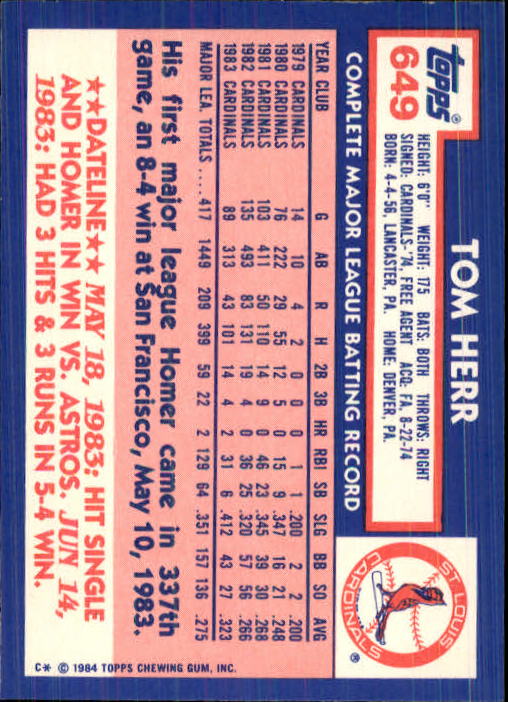 topps®
649
TOM HERR
HEIGHT: 6'0" WEIGHT: 175 BATS: BOTH THROWS: RIGHT
SIGNED: CARDINALS-'74, FREE AGENT ACQ: FA, 8-22-74
BORN: 4-4-56, LANCASTER, PA. HOME: DENVER, PA.
ST. LOUIS
CARDINALS
®
COMPLETE MAJOR LEAGUE BATTING RECORD
YEAR CLUB G AB R H 2B 3B HR RBI SB SLG BB SO AVG
1979 CARDINALS 14 10 4 2 0 0 0 1 1 .200 2 2 .200
1980 CARDINALS 76 222 29 55 12 5 0 15 9 .347 16 21 .248
1981 CARDINALS 103 411 50 110 14 9 0 46 23 .345 39 30 .268
1982 CARDINALS 135 493 83 131 19 4 0 36 25 .320 57 56 .266
1983 CARDINALS 89 313 43 101 14 4 2 31 6 .412 43 27 .323
MAJOR LEA. TOTALS .... 417 1449 209 399 59 22 2 129 64 .351 157 136 .275
His first major league Homer came in 337th
game, an 8-4 win at San Francisco, May 10, 1983.
★★DATELINE★★ MAY 18, 1983: HIT SINGLE
AND HOMER IN WIN VS. ASTROS. JUN 14,
1983: HAD 3 HITS & 3 RUNS IN 5-4 WIN.
C* © 1984 TOPPS CHEWING GUM, INC.